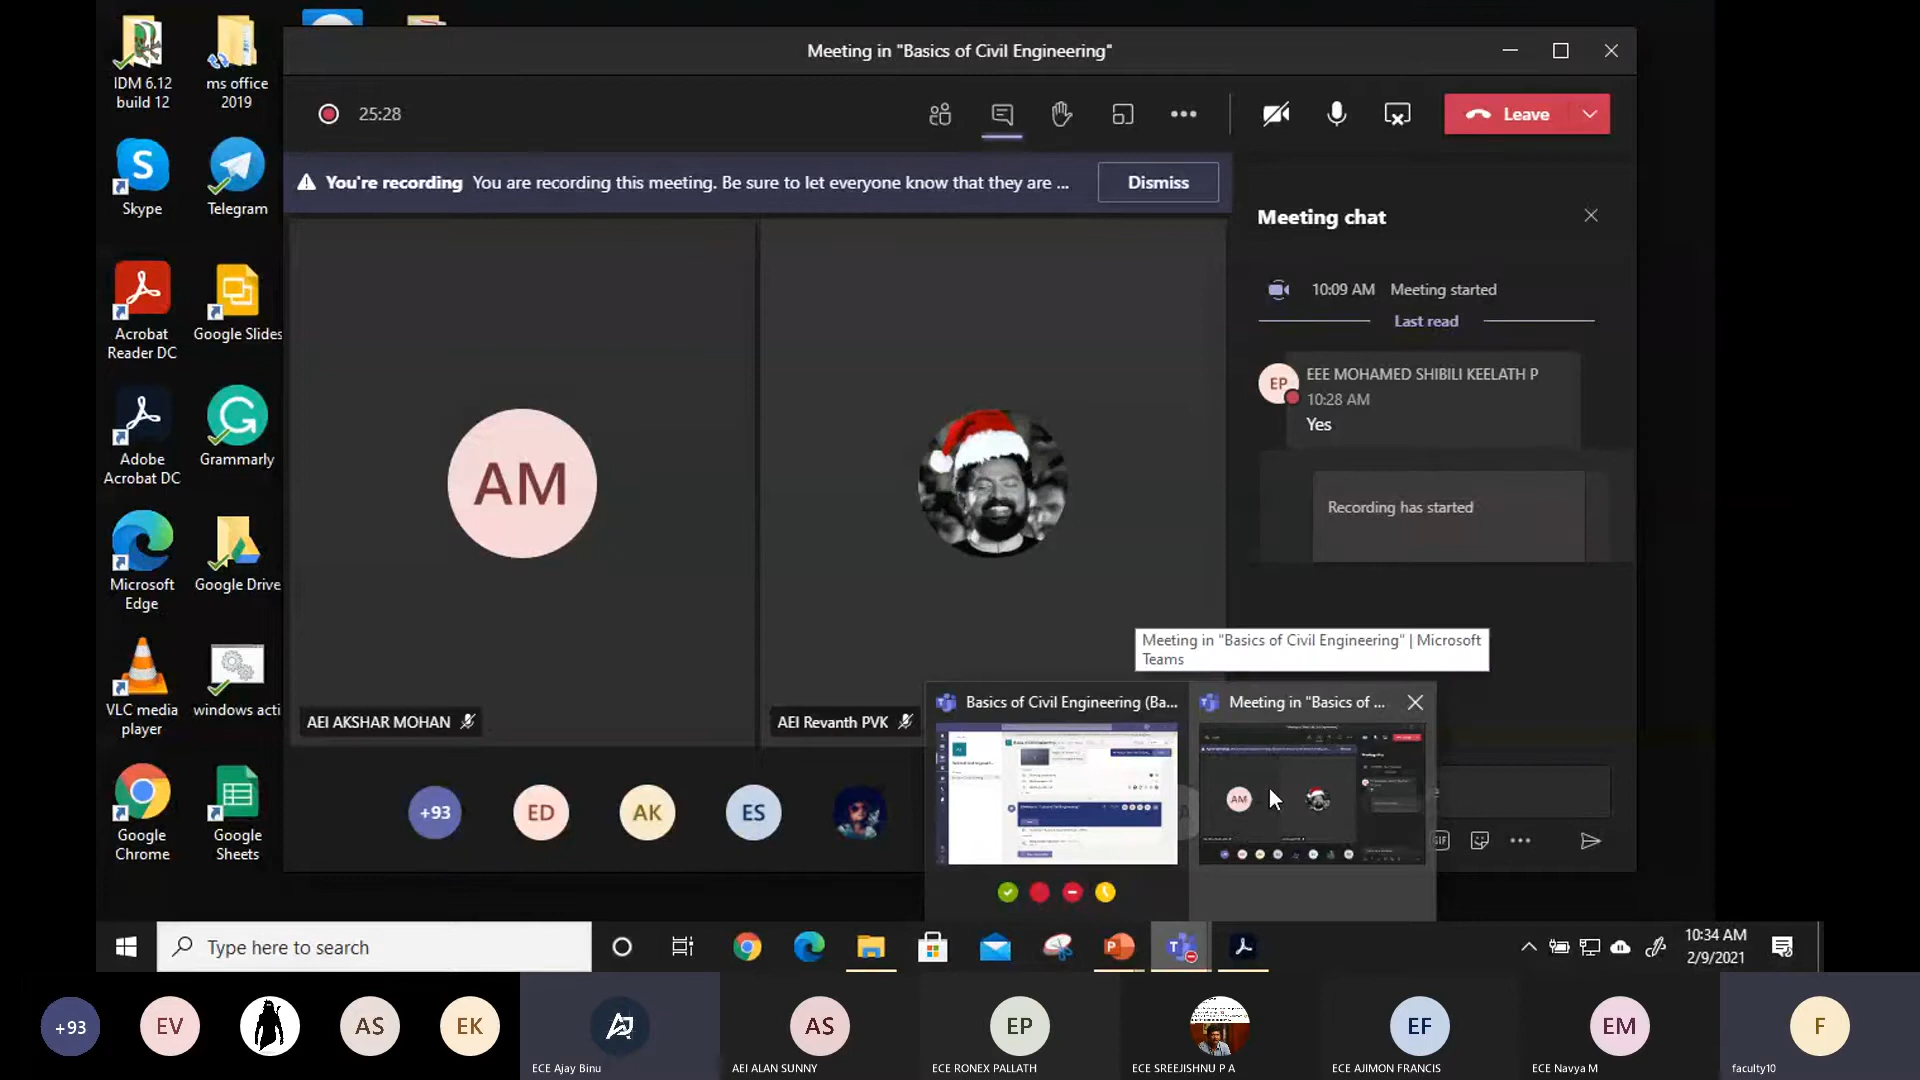 IDM 6.12
build 12
ms office
2019
Skype
Telegram
Acrobat
Reader DC
Google Slides
Adobe
Acrobat DC
Grammarly
Microsoft
Edge
Google Drive
VLC media
player
windows acti
Google
Chrome
Google
Sheets
Meeting in "Basics of Civil Engineering"
25:28
Leave
You're recording You are recording this meeting. Be sure to let everyone know that they are ...
Dismiss
AM
AEI AKSHAR MOHAN
AEI Revanth PVK
+93
ED
AK
ES
Meeting chat
10:09 AM Meeting started
Last read
EP
EEE MOHAMED SHIBILI KEELATH P
10:28 AM
Yes
Recording has started
Meeting in "Basics of Civil Engineering" | Microsoft
Teams
Basics of Civil Engineering (Ba...
Meeting in "Basics of ...
AM
GIF
Type here to search
10:34 AM
2/9/2021
+93
EV
AS
EK
ECE Ajay Binu
AS
AEI ALAN SUNNY
EP
ECE RONEX PALLATH
ECE SREEJISHNU P A
EF
ECE AJIMON FRANCIS
EM
ECE Navya M
F
faculty10